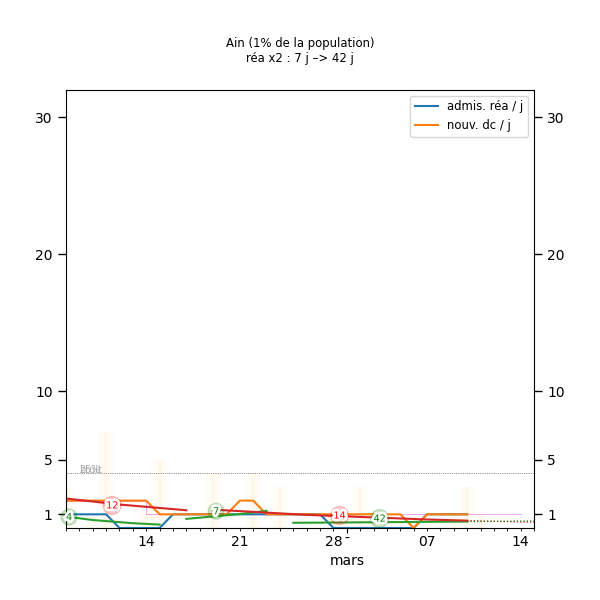 Ain (1% de la population)
réa x2 : 7 j –> 42 j
admis. réa / j
nouv. dc / j
30 30
20 20
10 10
5 5
1 1
4 12 7 14 42
14 21 28 07 14
mars